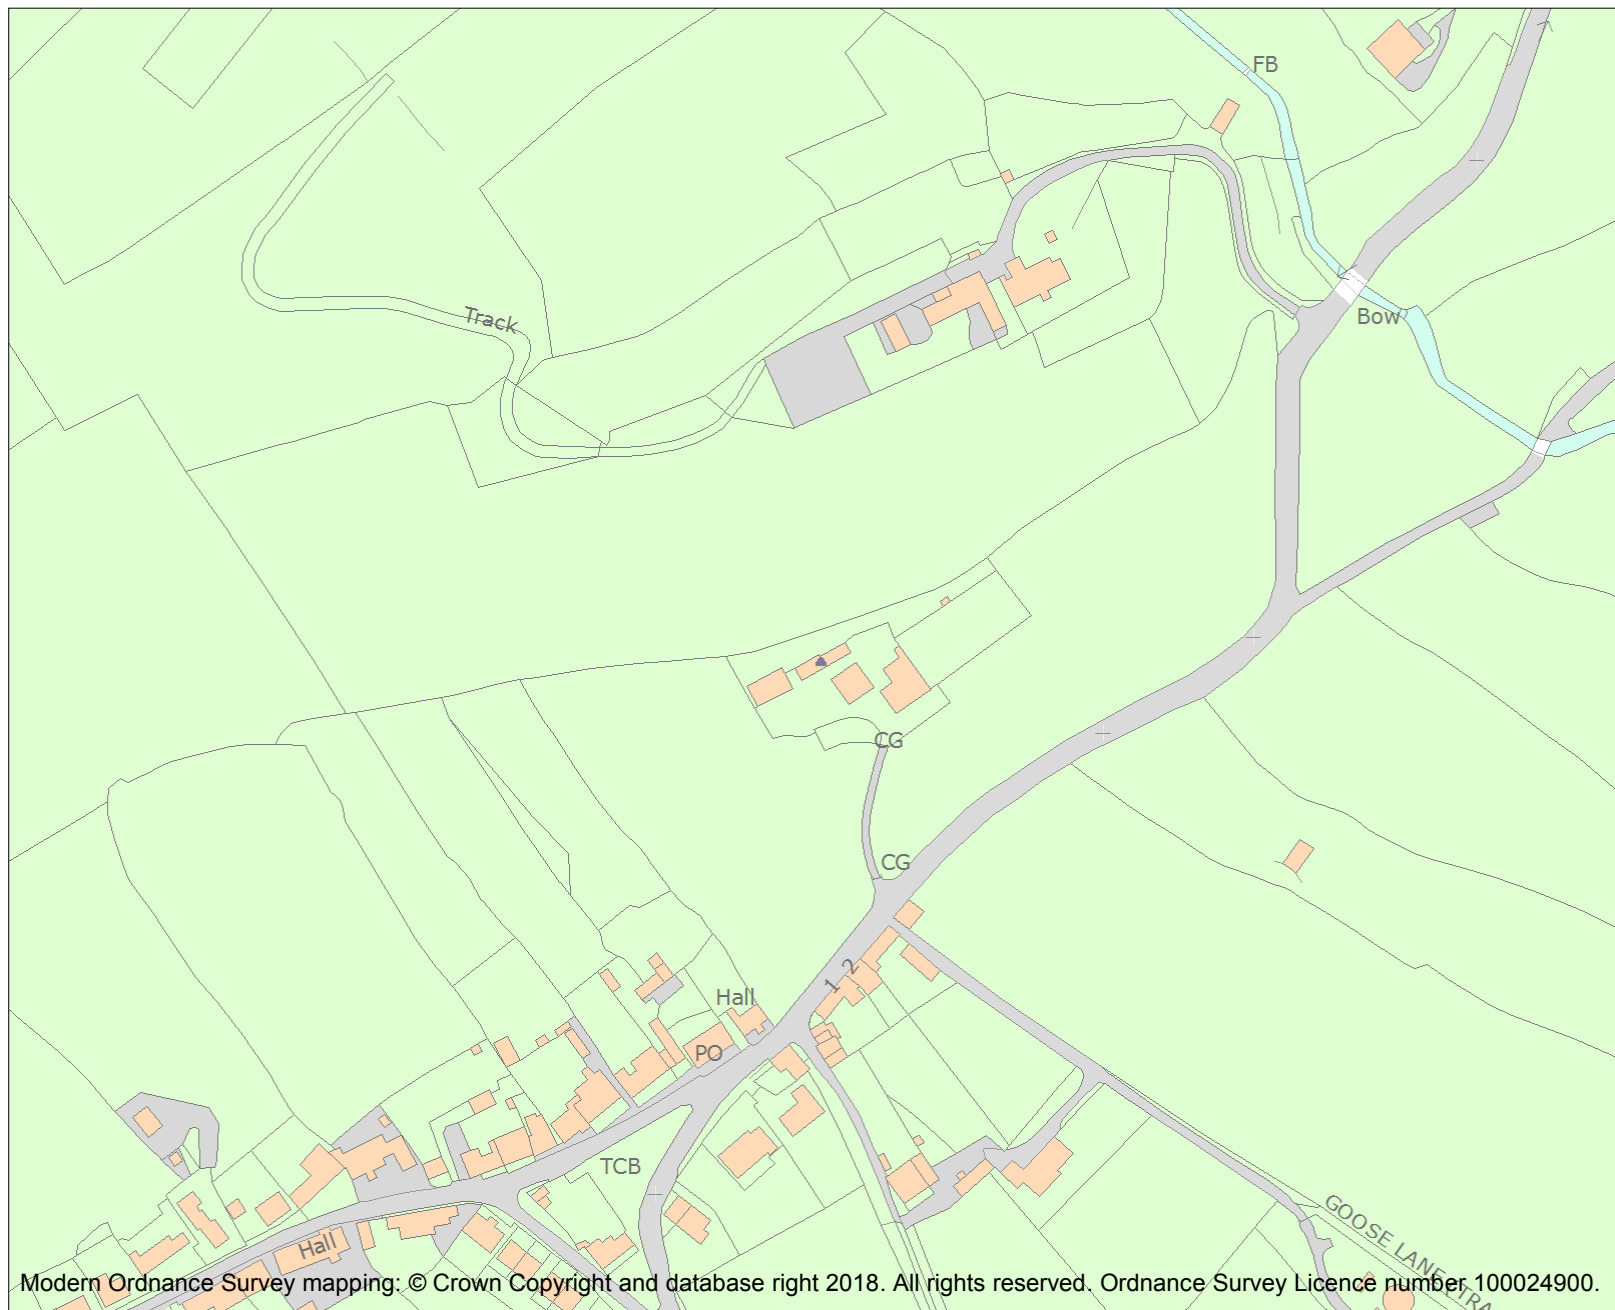 FB
Track
Bow
CG
CG
1 2
Hall
PO
TCB
GOOSE LANE TRA
Hall
Modern Ordnance Survey mapping: © Crown Copyright and database right 2018. All rights reserved. Ordnance Survey Licence number 100024900.